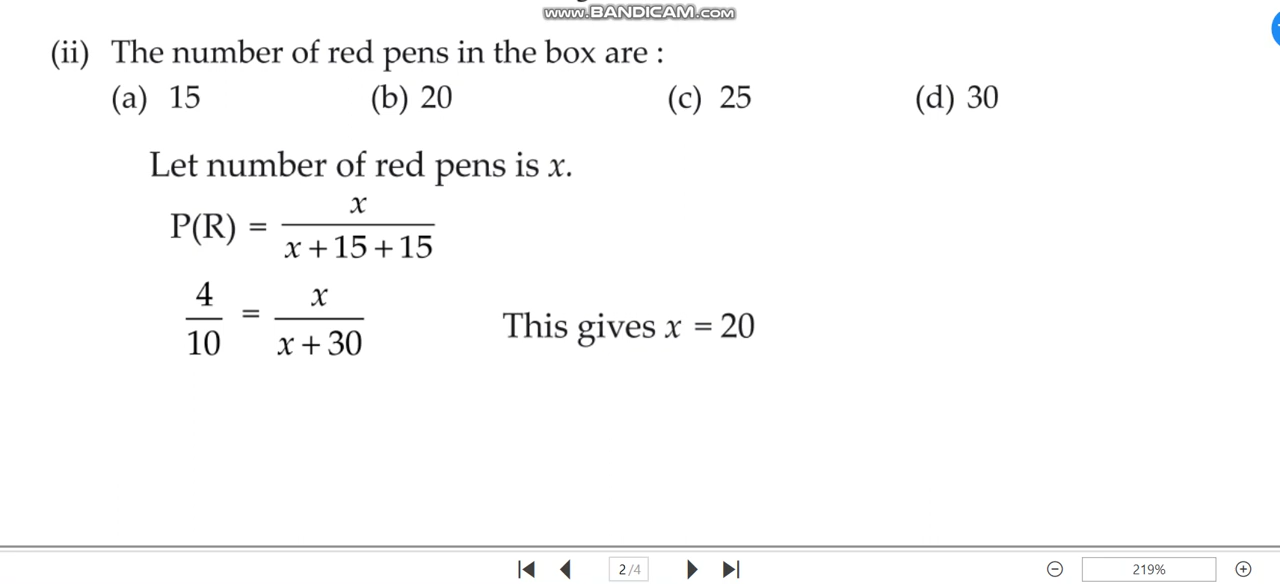 www.BANDICAM.com
(ii) The number of red pens in the box are :
(a) 15 (b) 20 (c) 25 (d) 30
Let number of red pens is x.
P(R) = x / (x + 15 + 15)
4/10 = x / (x + 30) This gives x = 20
2 /4 219%